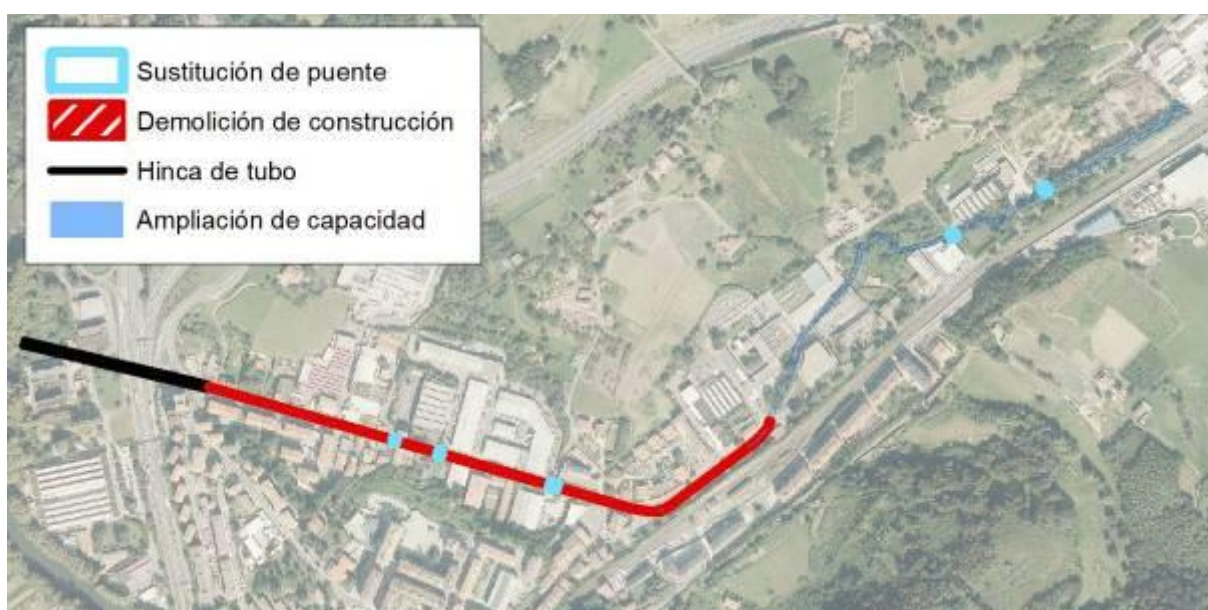 Sustitución de puente
Demolición de construcción
Hinca de tubo
Ampliación de capacidad